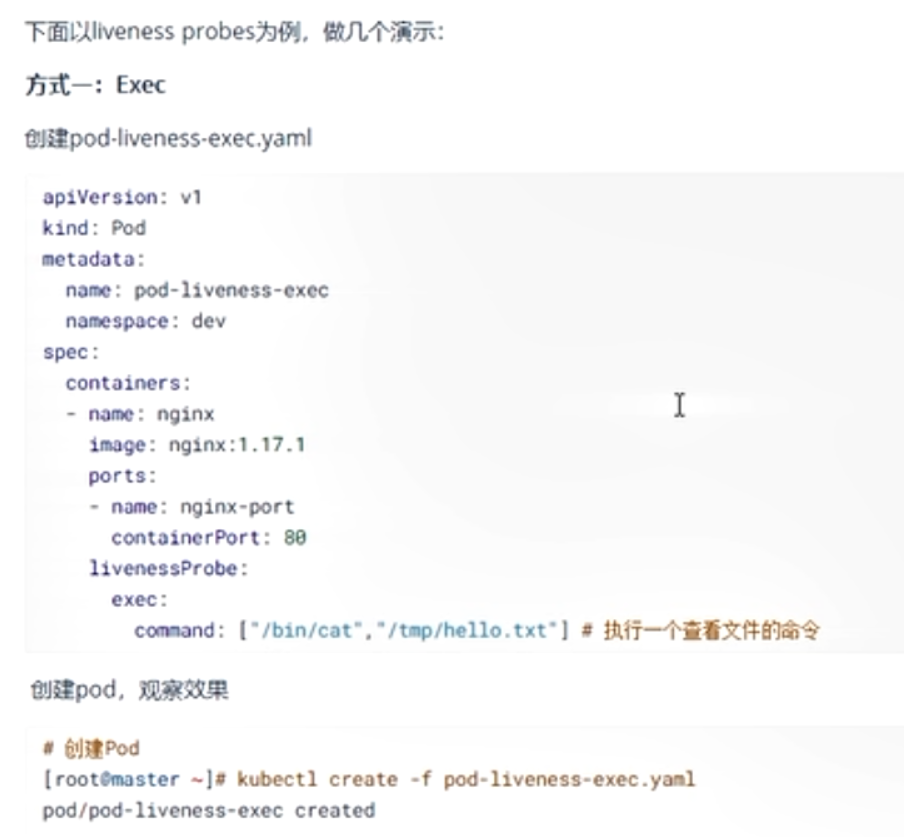 下面以liveness probes为例，做几个演示：
方式一：Exec
创建pod-liveness-exec.yaml
apiVersion: v1
kind: Pod
metadata:
  name: pod-liveness-exec
  namespace: dev
spec:
  containers:
  - name: nginx
    image: nginx:1.17.1
    ports:
    - name: nginx-port
      containerPort: 80
    livenessProbe:
      exec:
        command: ["/bin/cat","/tmp/hello.txt"] # 执行一个查看文件的命令
创建pod，观察效果
# 创建Pod
[root@master ~]# kubectl create -f pod-liveness-exec.yaml
pod/pod-liveness-exec created